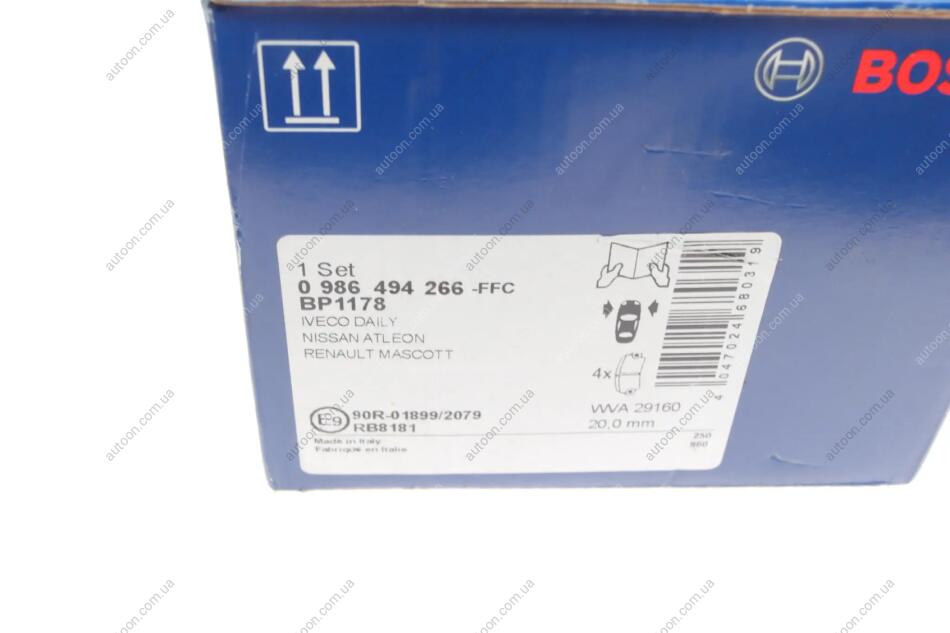 BOS
1 Set
0 986 494 266 -FFC
BP1178
IVECO DAILY
NISSAN ATLEON
RENAULT MASCOTT
4x
4 047024 680319
WVA 29160
20,0 mm
E9 90R-01899/2079
RB8181
Made in Italy
Fabriqué en Italie
250
860
autoon.com.ua